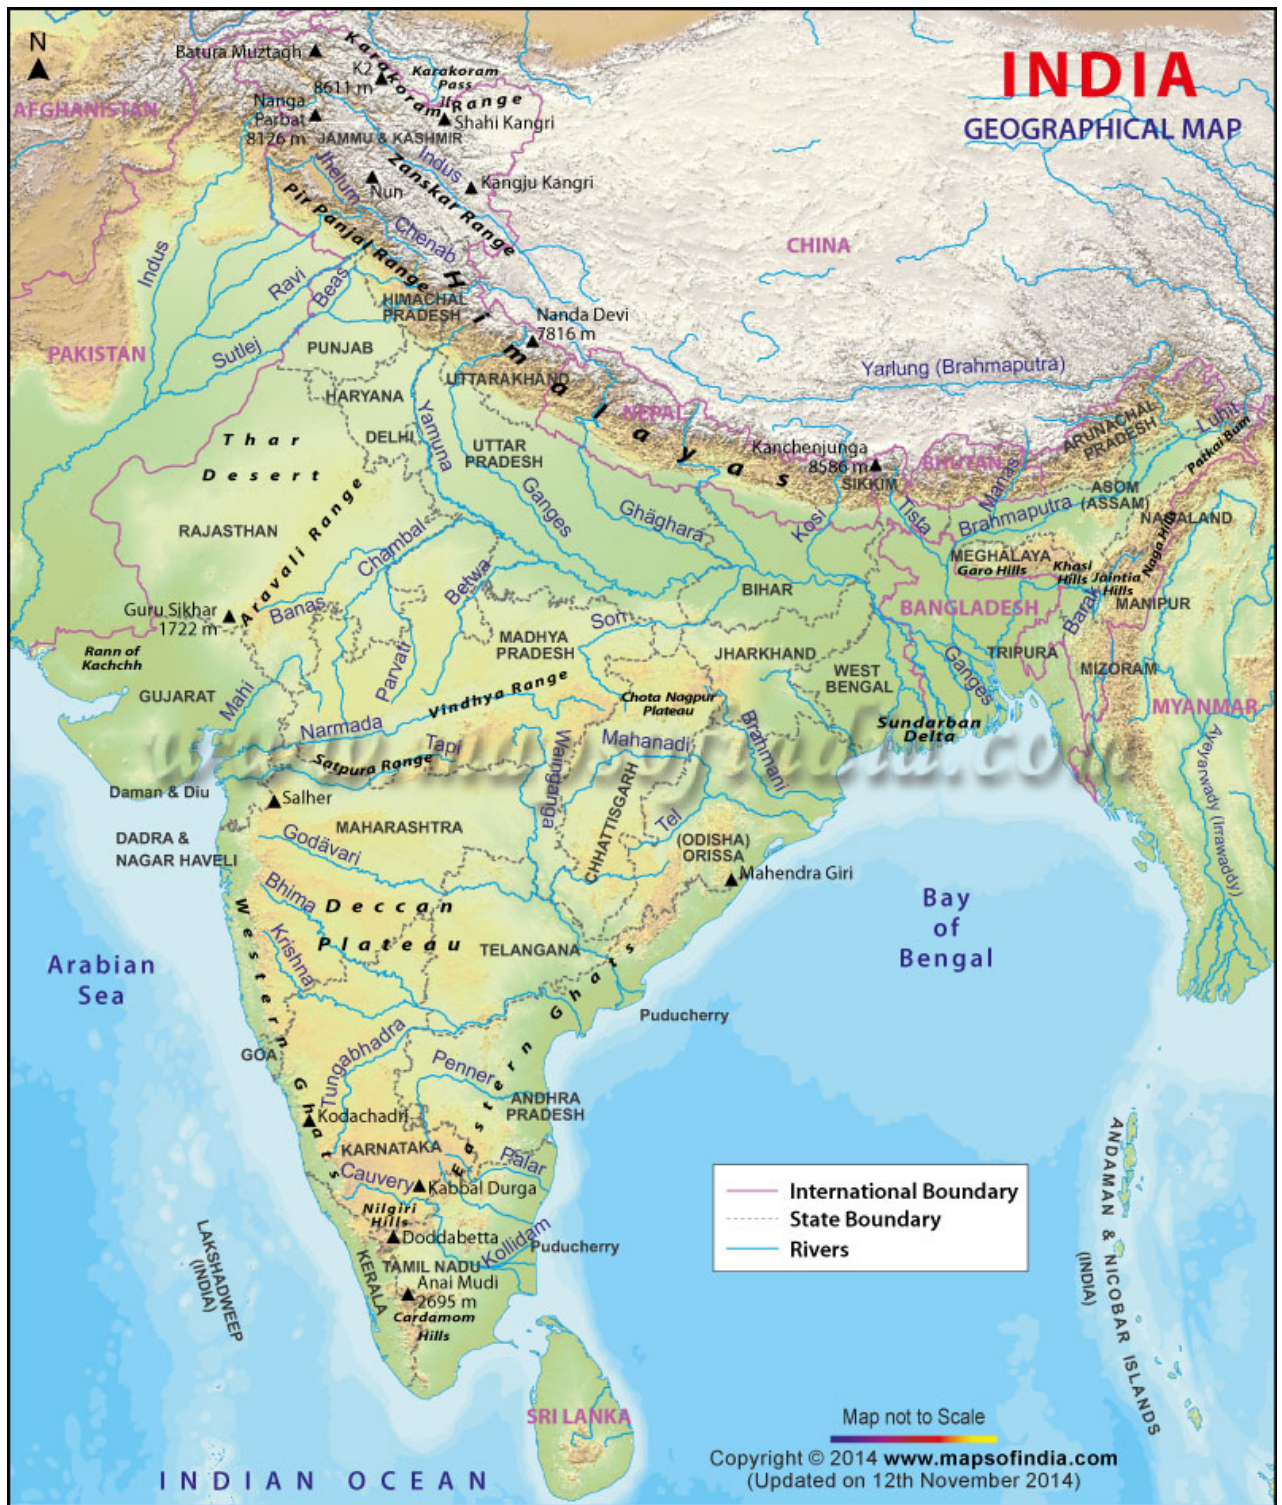 INDIA
GEOGRAPHICAL MAP
N
Batura Muztagh
K2
8611 m
Karakoram Range
Karakoram
Pass
][
Shahi Kangri
Nanga
Parbat
8126 m
AFGHANISTAN
JAMMU & KASHMIR
Indus
Jhelum
Nun
Kangju Kangri
Zanskar Range
Pir Panjal Range
Chenab
CHINA
Indus
Ravi
Beas
Himalayas
HIMACHAL
PRADESH
Nanda Devi
7816 m
PAKISTAN
Sutlej
PUNJAB
UTTARAKHAND
Yarlung (Brahmaputra)
HARYANA
NEPAL
ARUNACHAL
PRADESH
Luhit
Patkai Bum
Thar
Desert
DELHI
Yamuna
UTTAR
PRADESH
Kanchenjunga
8586 m
SIKKIM
BHUTAN
Manas
ASOM
(ASSAM)
RAJASTHAN
Aravali Range
Ganges
Ghäghara
Kosi
Tista
Brahmaputra
NAGALAND
Naga Hills
Chambal
Banas
Betwa
MEGHALAYA
Garo Hills
Khasi
Hills
Jaintia
Hills
Guru Sikhar
1722 m
BIHAR
BANGLADESH
Barak
MANIPUR
Rann of
Kachchh
MADHYA
PRADESH
Son
JHARKHAND
TRIPURA
MIZORAM
Parvati
Mahi
GUJARAT
WEST
BENGAL
Ganges
MYANMAR
Narmada
Vindhya Range
Chota Nagpur
Plateau
Sundarban
Delta
www.mapsofindia.com
Tapi
Satpura Range
Wainganga
Mahanadi
Brahmani
Ayeyarwady (Irrawaddy)
Daman & Diu
Salher
DADRA &
NAGAR HAVELI
MAHARASHTRA
CHHATTISGARH
Tel
(ODISHA)
ORISSA
Godävari
Mahendra Giri
Bhima
Deccan
Plateau
Western Ghats
Krishna
TELANGANA
Eastern Ghats
Bay
of
Bengal
Arabian
Sea
Puducherry
GOA
Tungabhadra
Penner
ANDHRA
PRADESH
Kodachadri
KARNATAKA
Palar
Cauvery
Kabbal Durga
Nilgiri
Hills
Doddabetta
Kollidam
Puducherry
KERALA
TAMIL NADU
Anai Mudi
2695 m
Cardamom
Hills
LAKSHADWEEP
(INDIA)
ANDAMAN & NICOBAR ISLANDS
(INDIA)
International Boundary
State Boundary
Rivers
SRI LANKA
INDIAN OCEAN
Map not to Scale
Copyright © 2014 www.mapsofindia.com
(Updated on 12th November 2014)